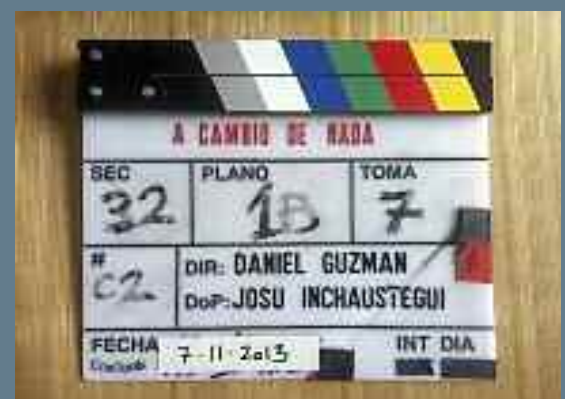 A CAMBIO DE NADA
SEC PLANO TOMA
32 1B 7
# DIR: DANIEL GUZMAN
C2 DoP: JOSU INCHAUSTEGUI
FECHA 7-11-2013 INT DIA